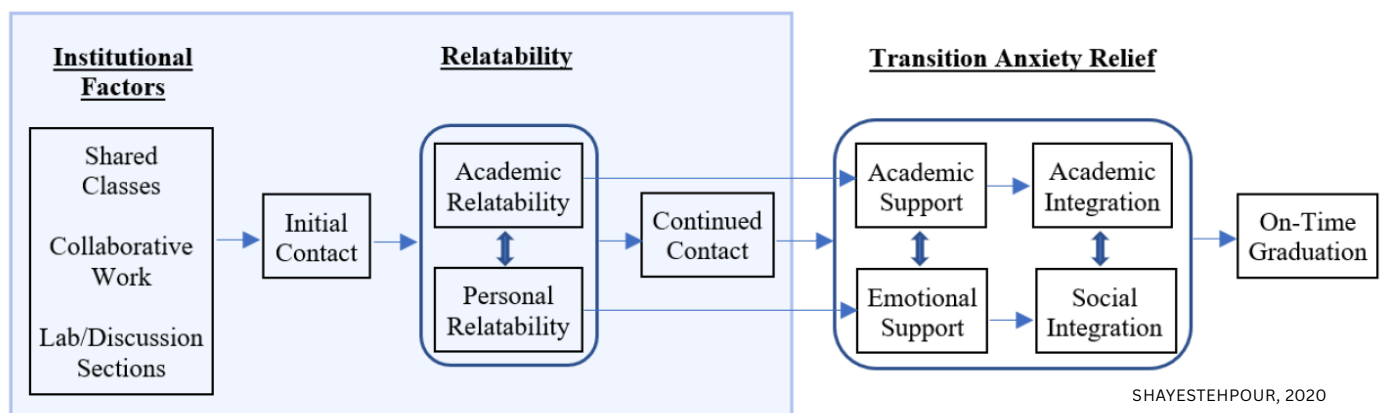 Institutional
Factors
Shared
Classes
Collaborative
Work
Lab/Discussion
Sections
Initial
Contact
Relatability
Academic
Relatability
Personal
Relatability
Continued
Contact
Transition Anxiety Relief
Academic
Support
Academic
Integration
Emotional
Support
Social
Integration
On-Time
Graduation
SHAYESTEHPOUR, 2020